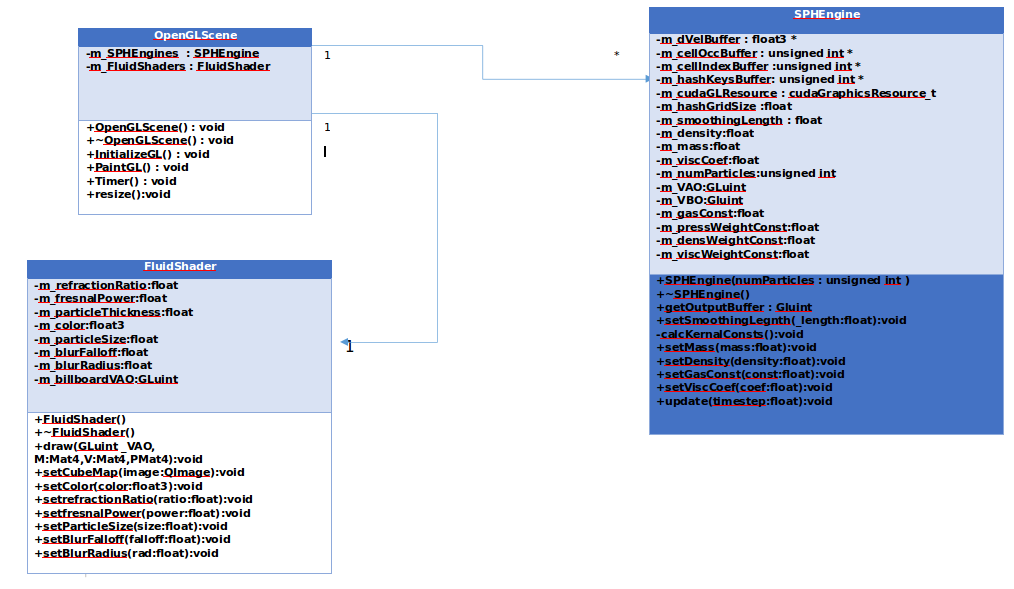 OpenGLScene
-m_SPHEngines : SPHEngine
-m_FluidShaders : FluidShader
+OpenGLScene() : void
+~OpenGLScene() : void
+InitializeGL() : void
+PaintGL() : void
+Timer() : void
+resize():void
1
*
1
1
SPHEngine
-m_dVelBuffer : float3 *
-m_cellOccBuffer : unsigned int *
-m_cellIndexBuffer :unsigned int *
-m_hashKeysBuffer: unsigned int *
-m_cudaGLResource : cudaGraphicsResource_t
-m_hashGridSize :float
-m_smoothingLength : float
-m_density:float
-m_mass:float
-m_viscCoef:float
-m_numParticles:unsigned int
-m_VAO:GLuint
-m_VBO:Gluint
-m_gasConst:float
-m_pressWeightConst:float
-m_densWeightConst:float
-m_viscWeightConst:float
+SPHEngine(numParticles : unsigned int )
+~SPHEngine()
+getOutputBuffer : Gluint
+setSmoothingLegnth(_length:float):void
-calcKernalConsts():void
+setMass(mass:float):void
+setDensity(density:float):void
+setGasConst(const:float):void
+setViscCoef(coef:float):void
+update(timestep:float):void
FluidShader
-m_refractionRatio:float
-m_fresnalPower:float
-m_particleThickness:float
-m_color:float3
-m_particleSize:float
-m_blurFalloff:float
-m_blurRadius:float
-m_billboardVAO:GLuint
+FluidShader()
+~FluidShader()
+draw(GLuint _VAO,
M:Mat4,V:Mat4,PMat4):void
+setCubeMap(image:QImage):void
+setColor(color:float3):void
+setrefractionRatio(ratio:float):void
+setfresnalPower(power:float):void
+setParticleSize(size:float):void
+setBlurFalloff(falloff:float):void
+setBlurRadius(rad:float):void